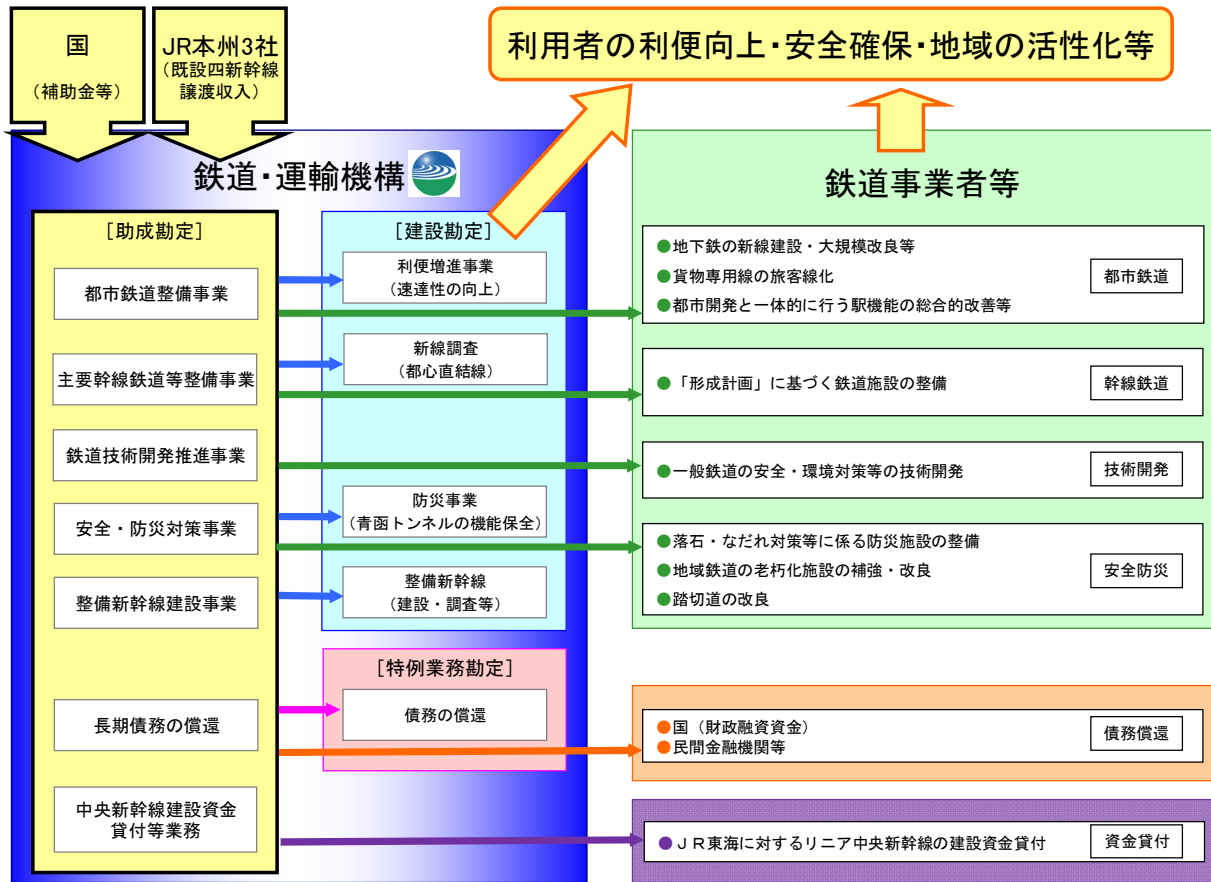 国
（補助金等）
JR本州3社
（既設四新幹線
譲渡収入）
利用者の利便向上・安全確保・地域の活性化等
鉄道・運輸機構
鉄道事業者等
［助成勘定］
都市鉄道整備事業
主要幹線鉄道等整備事業
鉄道技術開発推進事業
安全・防災対策事業
整備新幹線建設事業
長期債務の償還
中央新幹線建設資金
貸付等業務
［建設勘定］
利便増進事業
（速達性の向上）
新線調査
（都心直結線）
防災事業
（青函トンネルの機能保全）
整備新幹線
（建設・調査等）
［特例業務勘定］
債務の償還
●地下鉄の新線建設・大規模改良等
●貨物専用線の旅客線化
●都市開発と一体的に行う駅機能の総合的改善等
都市鉄道
●「形成計画」に基づく鉄道施設の整備
幹線鉄道
●一般鉄道の安全・環境対策等の技術開発
技術開発
●落石・なだれ対策等に係る防災施設の整備
●地域鉄道の老朽化施設の補強・改良
●踏切道の改良
安全防災
●国（財政融資資金）
●民間金融機関等
債務償還
●ＪＲ東海に対するリニア中央新幹線の建設資金貸付
資金貸付